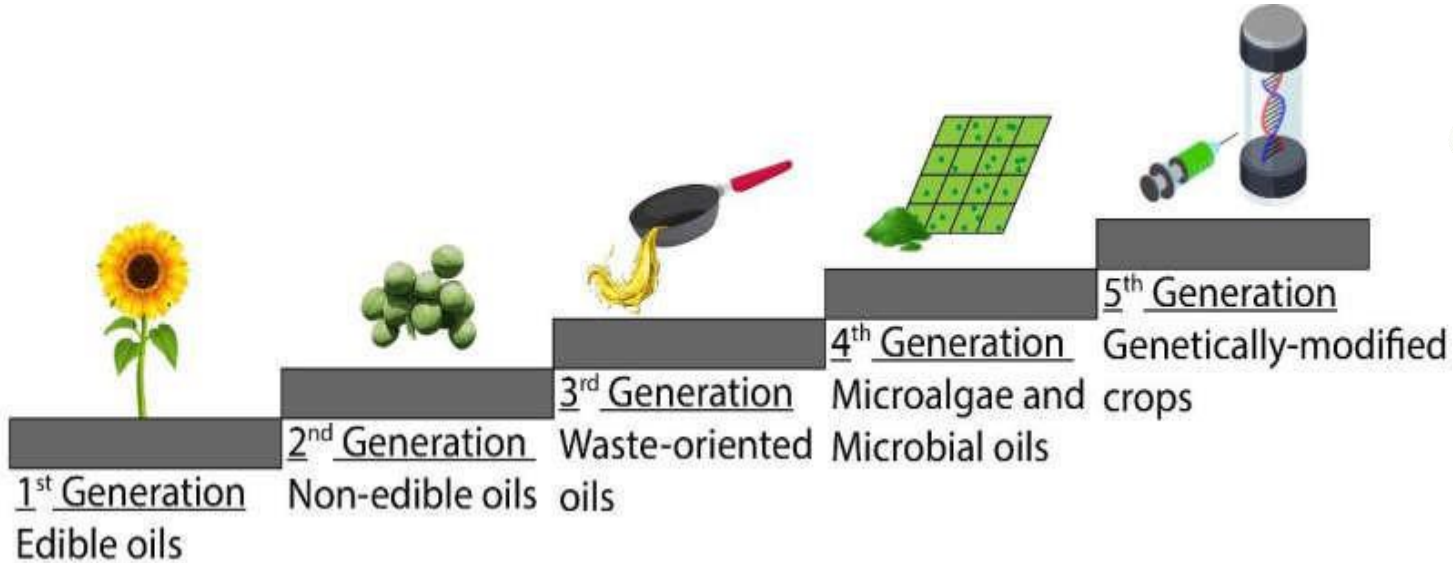 1st Generation
Edible oils
2nd Generation
Non-edible oils
3rd Generation
Waste-oriented
oils
4th Generation
Microalgae and
Microbial oils
5th Generation
Genetically-modified
crops